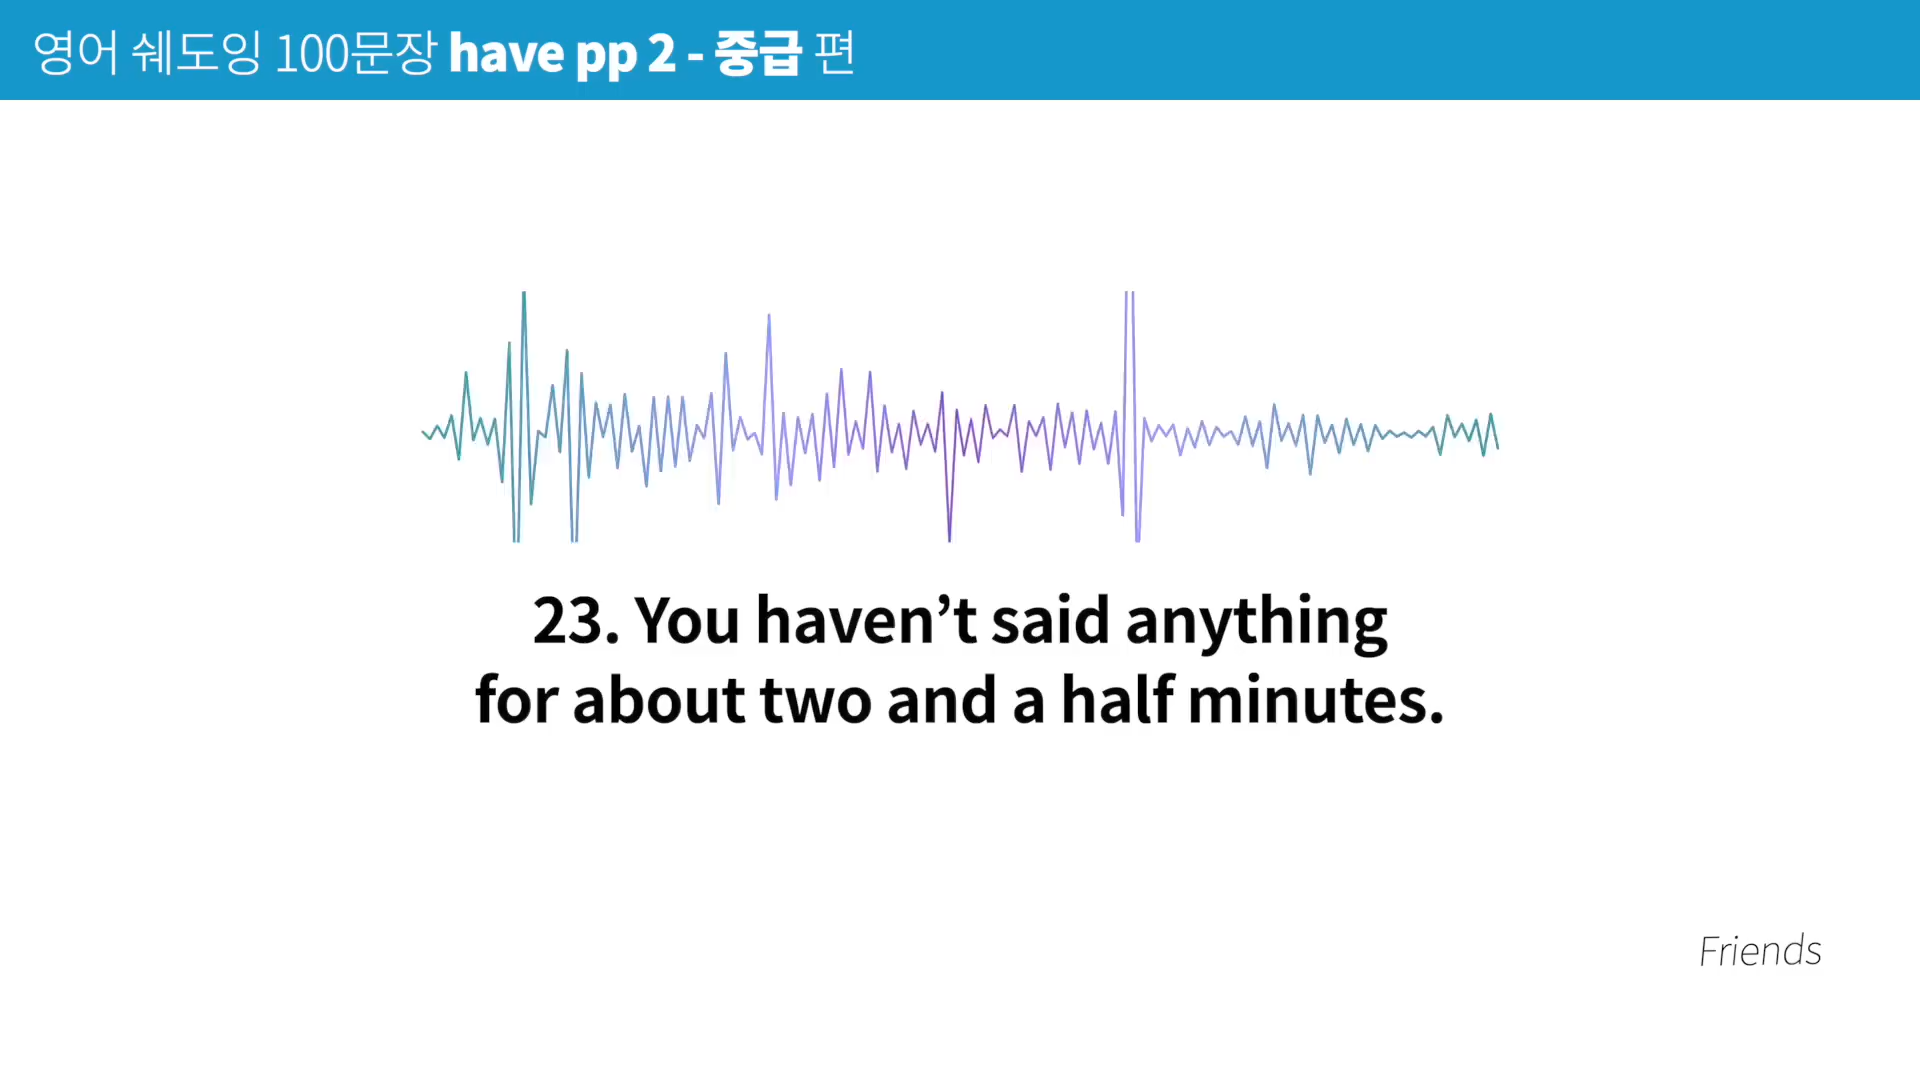 영어 쉐도잉 100문장 have pp 2 - 중급 편
23. You haven’t said anything
for about two and a half minutes.
Friends